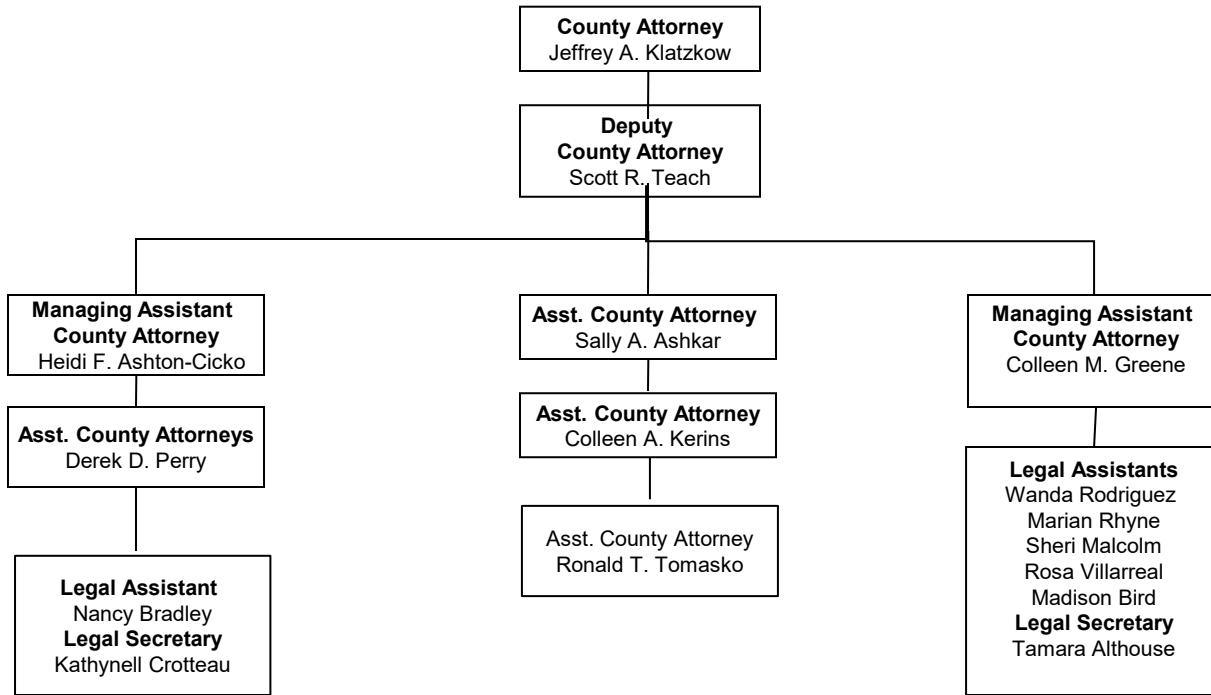 County Attorney
Jeffrey A. Klatzkow
Deputy
County Attorney
Scott R. Teach
Managing Assistant
County Attorney
Heidi F. Ashton-Cicko
Asst. County Attorneys
Derek D. Perry
Legal Assistant
Nancy Bradley
Legal Secretary
Kathynell Crotteau
Asst. County Attorney
Sally A. Ashkar
Asst. County Attorney
Colleen A. Kerins
Asst. County Attorney
Ronald T. Tomasko
Managing Assistant
County Attorney
Colleen M. Greene
Legal Assistants
Wanda Rodriguez
Marian Rhyne
Sheri Malcolm
Rosa Villarreal
Madison Bird
Legal Secretary
Tamara Althouse